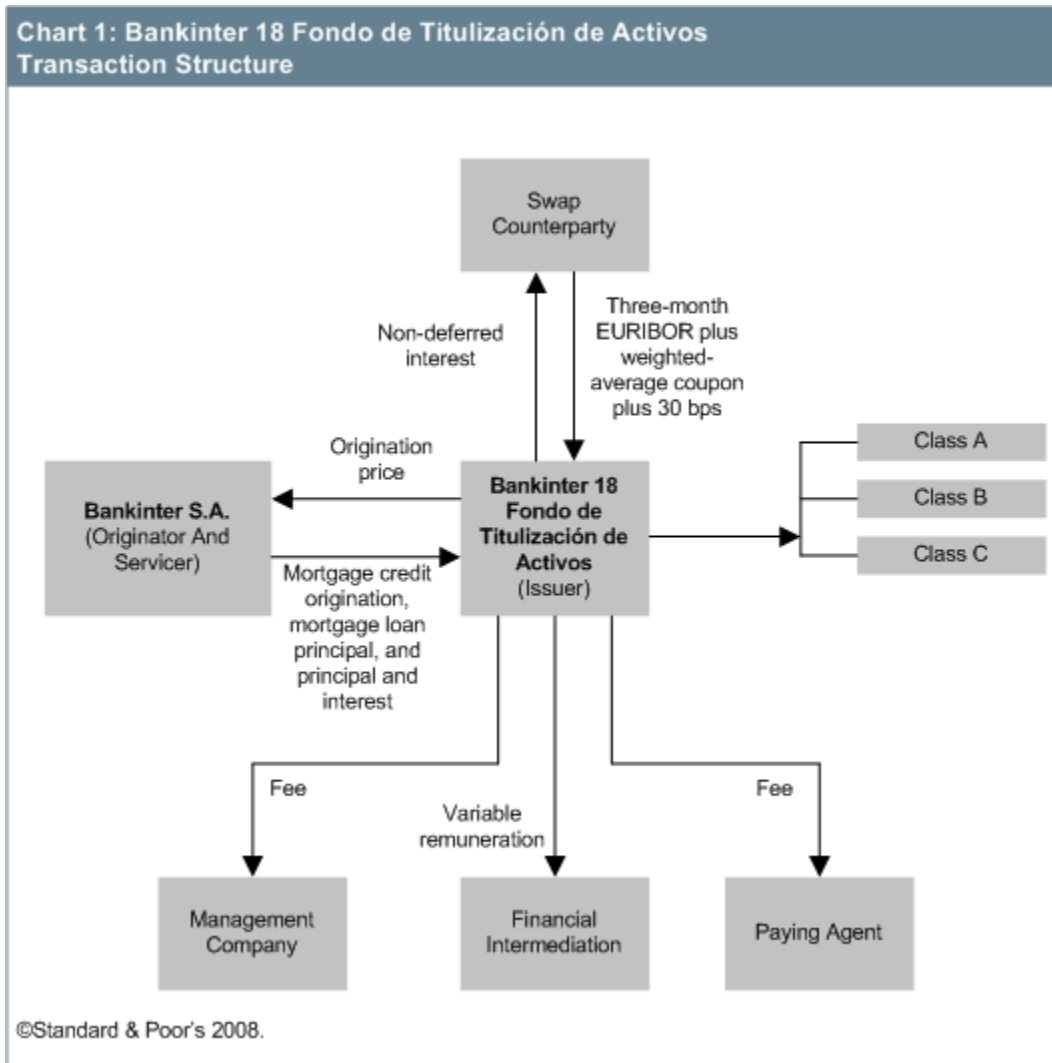 Chart 1: Bankinter 18 Fondo de Titulización de Activos
Transaction Structure
Swap
Counterparty
Non-deferred
interest
Three-month
EURIBOR plus
weighted-
average coupon
plus 30 bps
Origination
price
Bankinter S.A.
(Originator And
Servicer)
Bankinter 18
Fondo de
Titulización de
Activos
(Issuer)
Class A
Class B
Class C
Mortgage credit
origination,
mortgage loan
principal, and
principal and
interest
Fee
Variable
remuneration
Fee
Management
Company
Financial
Intermediation
Paying Agent
©Standard & Poor's 2008.